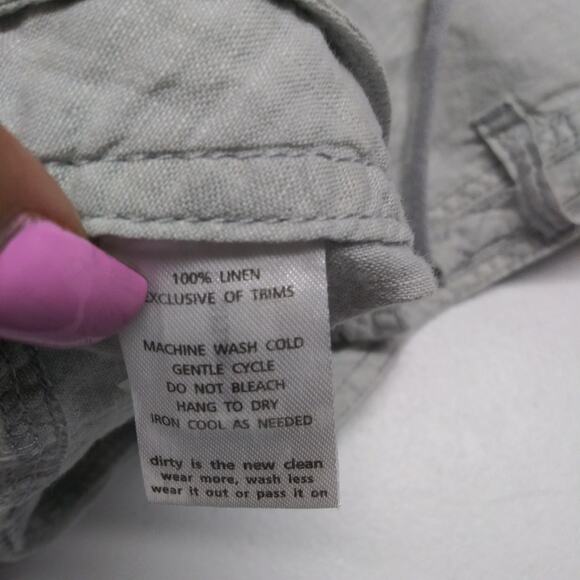 100% LINEN
EXCLUSIVE OF TRIMS
MACHINE WASH COLD
GENTLE CYCLE
DO NOT BLEACH
HANG TO DRY
IRON COOL AS NEEDED
dirty is the new clean
wear more, wash less
wear it out or pass it on